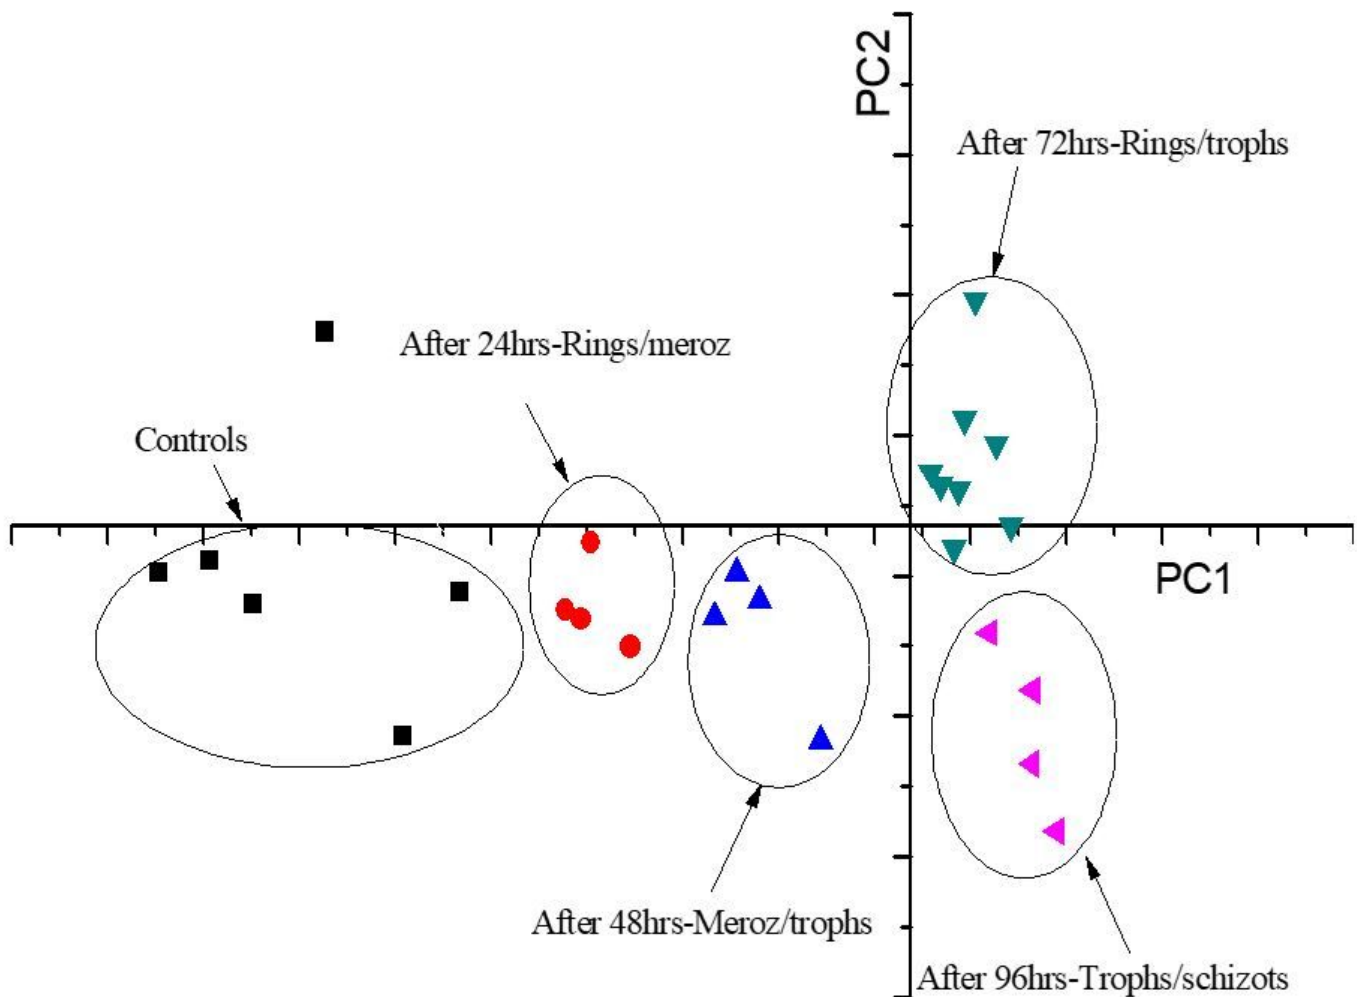 PC2
After 72hrs-Rings/trophs
After 24hrs-Rings/meroz
Controls
PC1
After 48hrs-Meroz/trophs
After 96hrs-Trophs/schizots